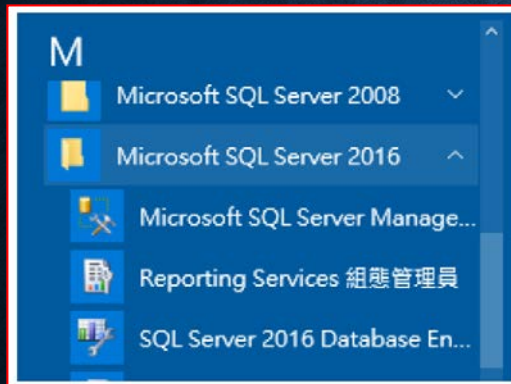 M
Microsoft SQL Server 2008
Microsoft SQL Server 2016
Microsoft SQL Server Manage...
Reporting Services 組態管理員
SQL Server 2016 Database En...